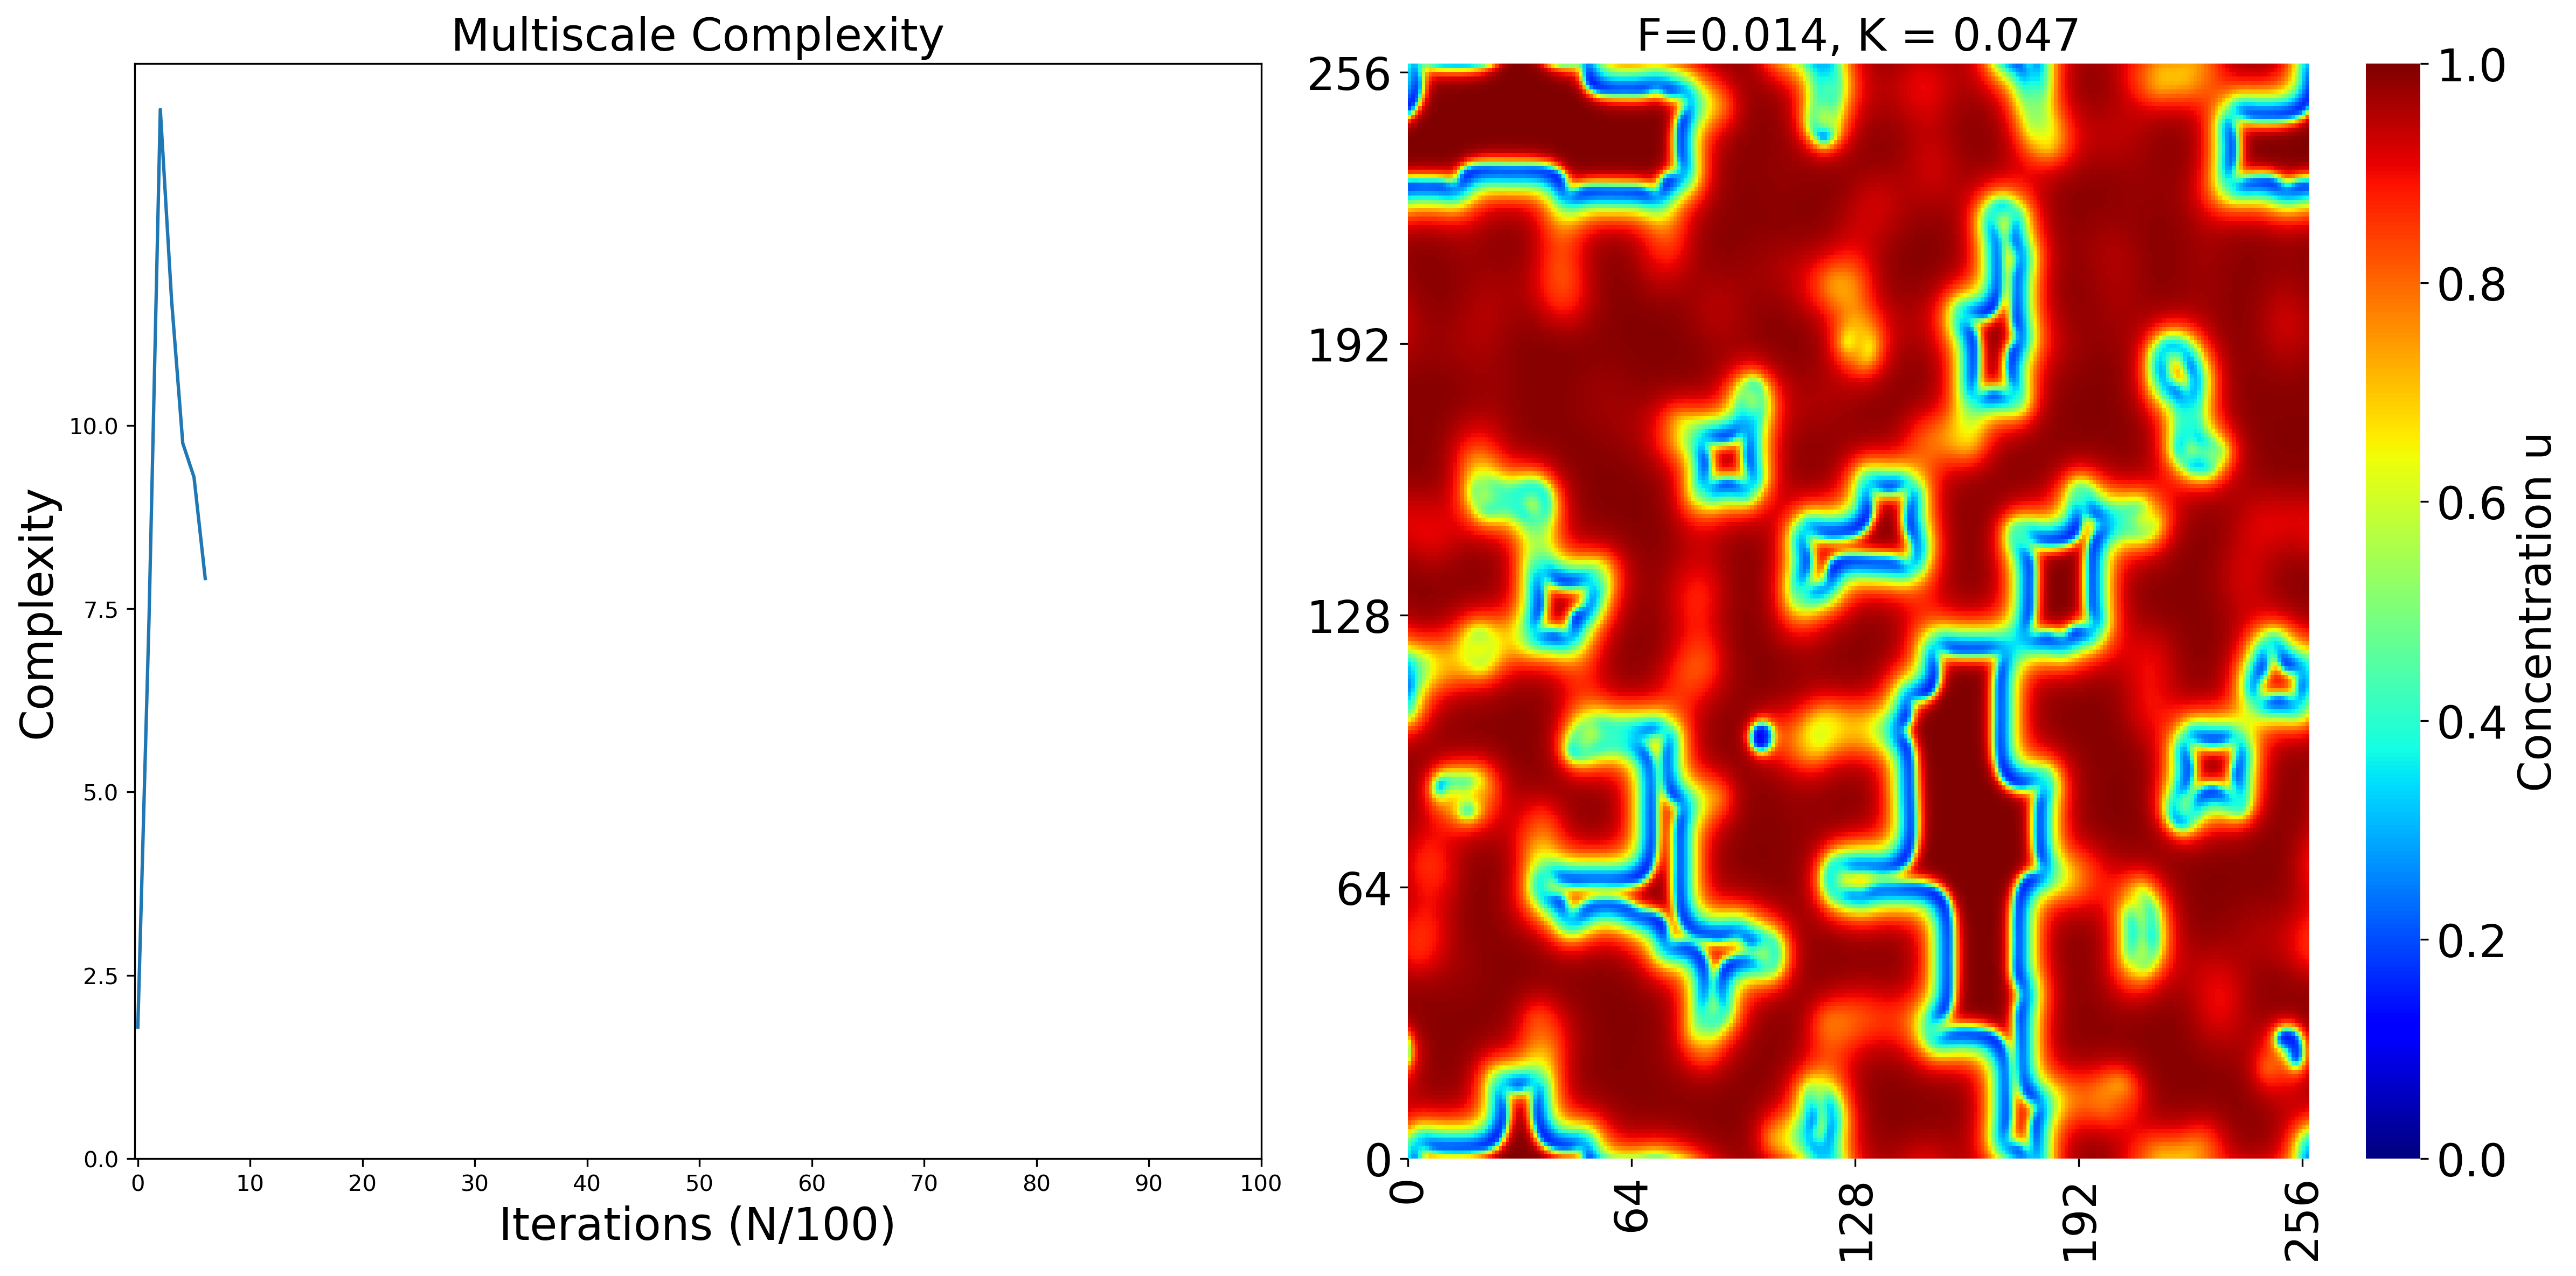 Multiscale Complexity
Complexity
10.0
7.5
5.0
2.5
0.0
0 10 20 30 40 50 60 70 80 90 100
Iterations (N/100)
F=0.014, K = 0.047
256
192
128
64
0
0 64 128 192 256
1.0
0.8
0.6
0.4
0.2
0.0
Concentration u